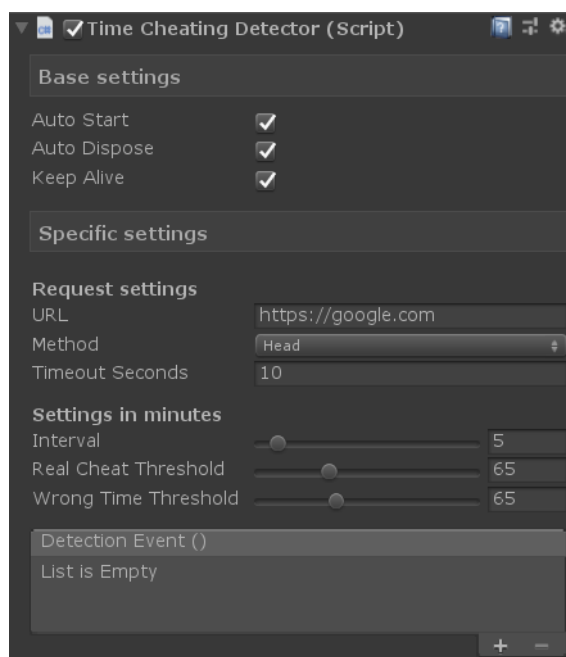 Time Cheating Detector (Script)
Base settings
Auto Start
Auto Dispose
Keep Alive
Specific settings
Request settings
URL https://google.com
Method Head
Timeout Seconds 10
Settings in minutes
Interval 5
Real Cheat Threshold 65
Wrong Time Threshold 65
Detection Event ()
List is Empty